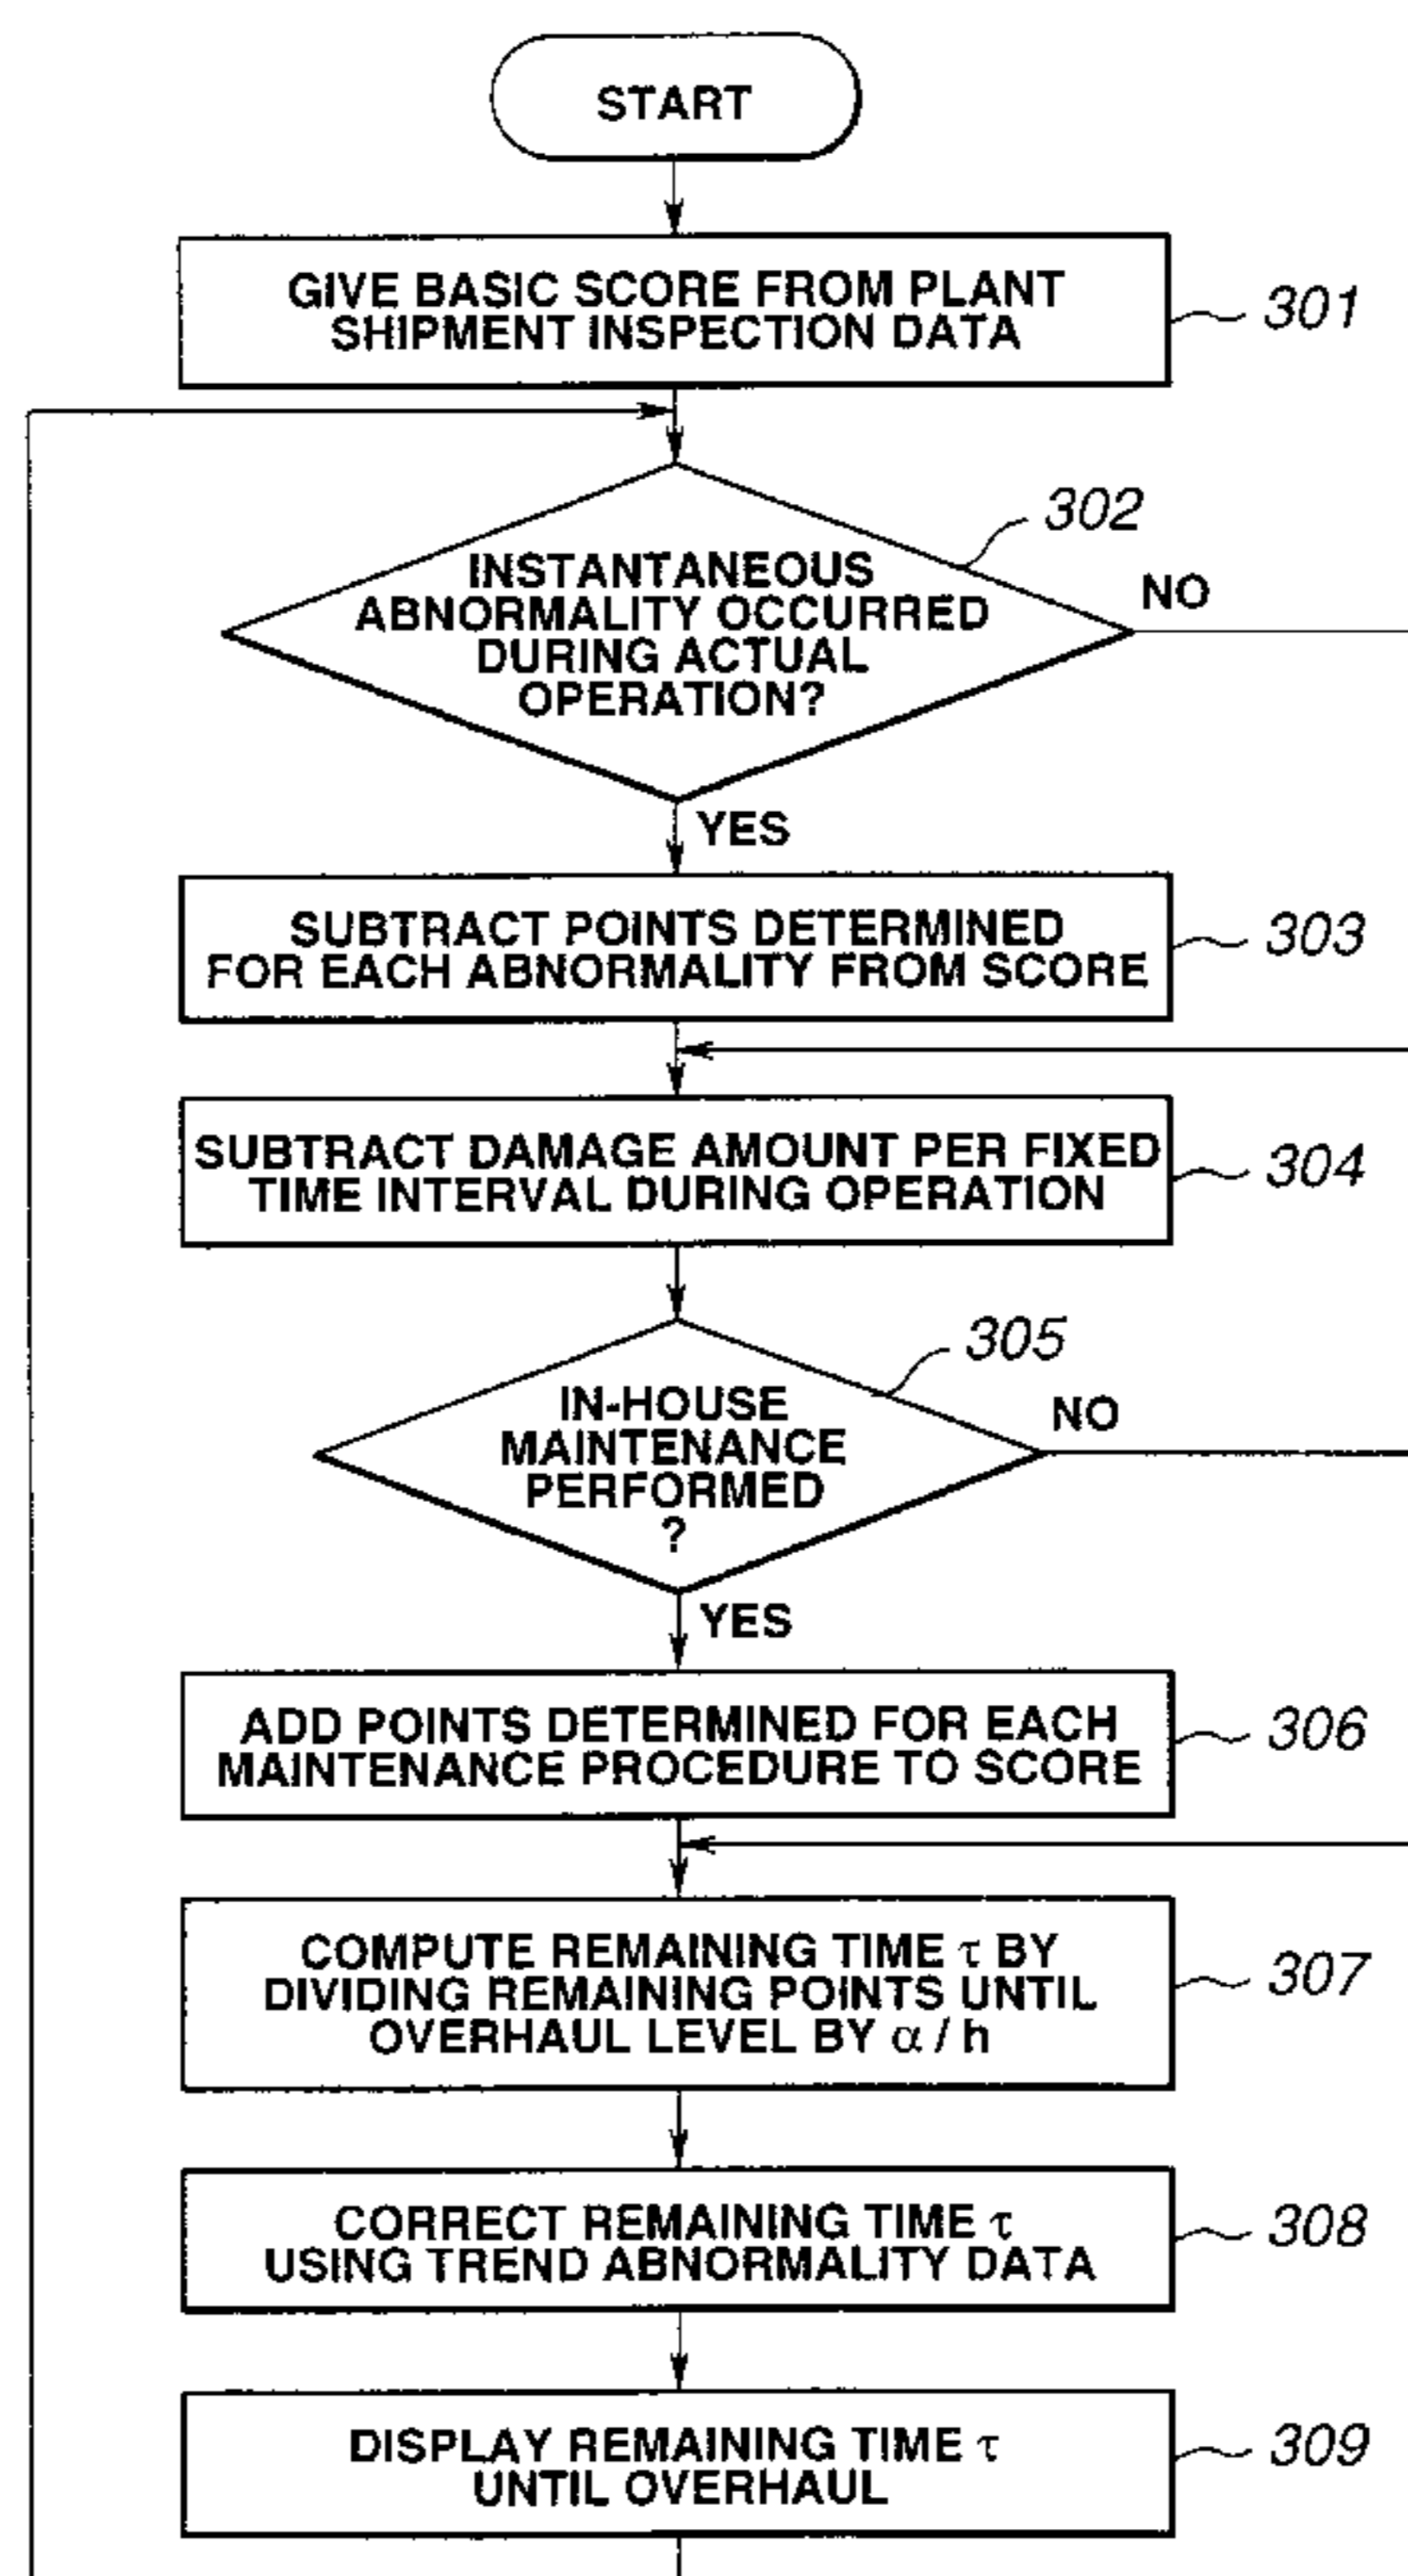 START
GIVE BASIC SCORE FROM PLANT
SHIPMENT INSPECTION DATA
301
302
INSTANTANEOUS
ABNORMALITY OCCURRED
DURING ACTUAL
OPERATION?
NO
YES
SUBTRACT POINTS DETERMINED
FOR EACH ABNORMALITY FROM SCORE
303
SUBTRACT DAMAGE AMOUNT PER FIXED
TIME INTERVAL DURING OPERATION
304
305
IN-HOUSE
MAINTENANCE
PERFORMED
?
NO
YES
ADD POINTS DETERMINED FOR EACH
MAINTENANCE PROCEDURE TO SCORE
306
COMPUTE REMAINING TIME τ BY
DIVIDING REMAINING POINTS UNTIL
OVERHAUL LEVEL BY α / h
307
CORRECT REMAINING TIME τ
USING TREND ABNORMALITY DATA
308
DISPLAY REMAINING TIME τ
UNTIL OVERHAUL
309